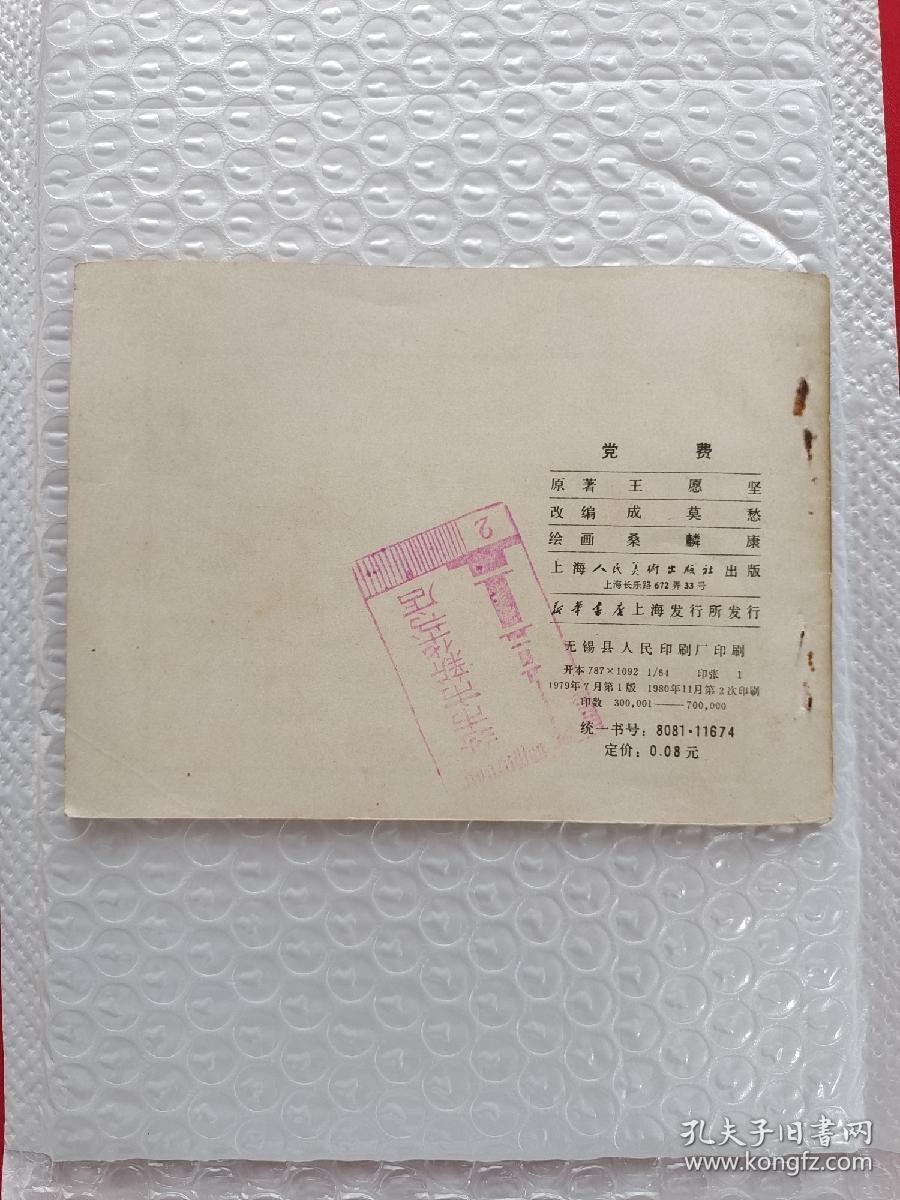 党 费
原著 王愿坚
改编 成莫愁
绘画 桑麟康
上海人民美術出版社 出版
上海长乐路672弄33号
新华书店上海发行所发行
无锡县人民印刷厂印刷
开本 787×1092 1/64 印张 1
1979年7月第1版 1980年11月第2次印刷
印数 300,001——700,000
统一书号：8081·11674
定价：0.08元
2
新华书店
孔夫子旧書网
www.kongfz.com